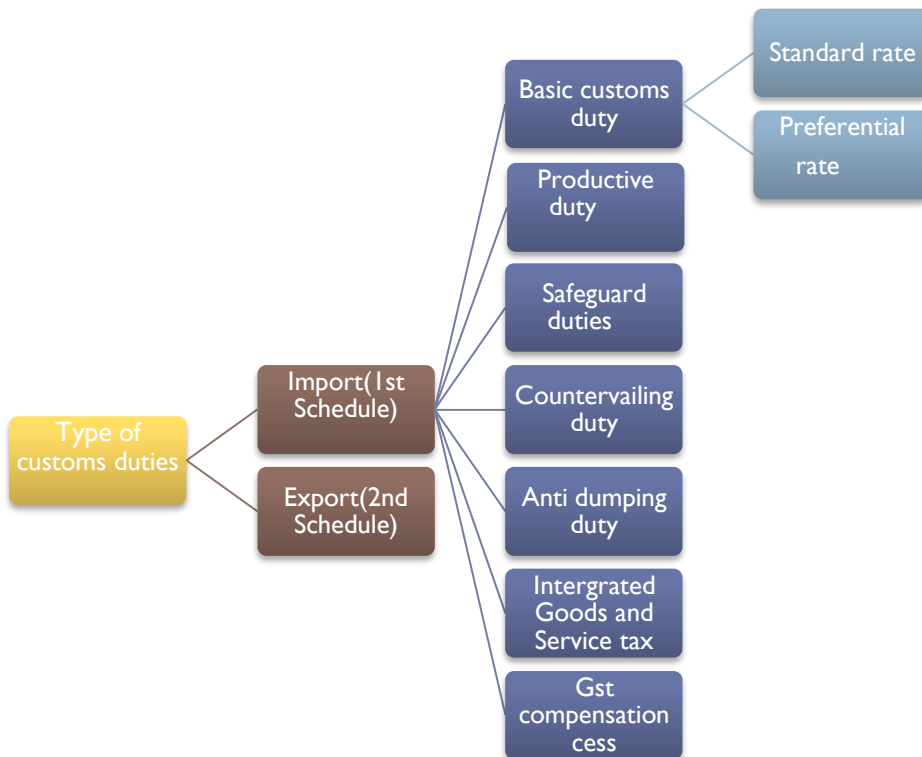 Type of
customs duties
Import(1st
Schedule)
Export(2nd
Schedule)
Basic customs
duty
Productive
duty
Safeguard
duties
Countervailing
duty
Anti dumping
duty
Intergrated
Goods and
Service tax
Gst
compensation
cess
Standard rate
Preferential
rate